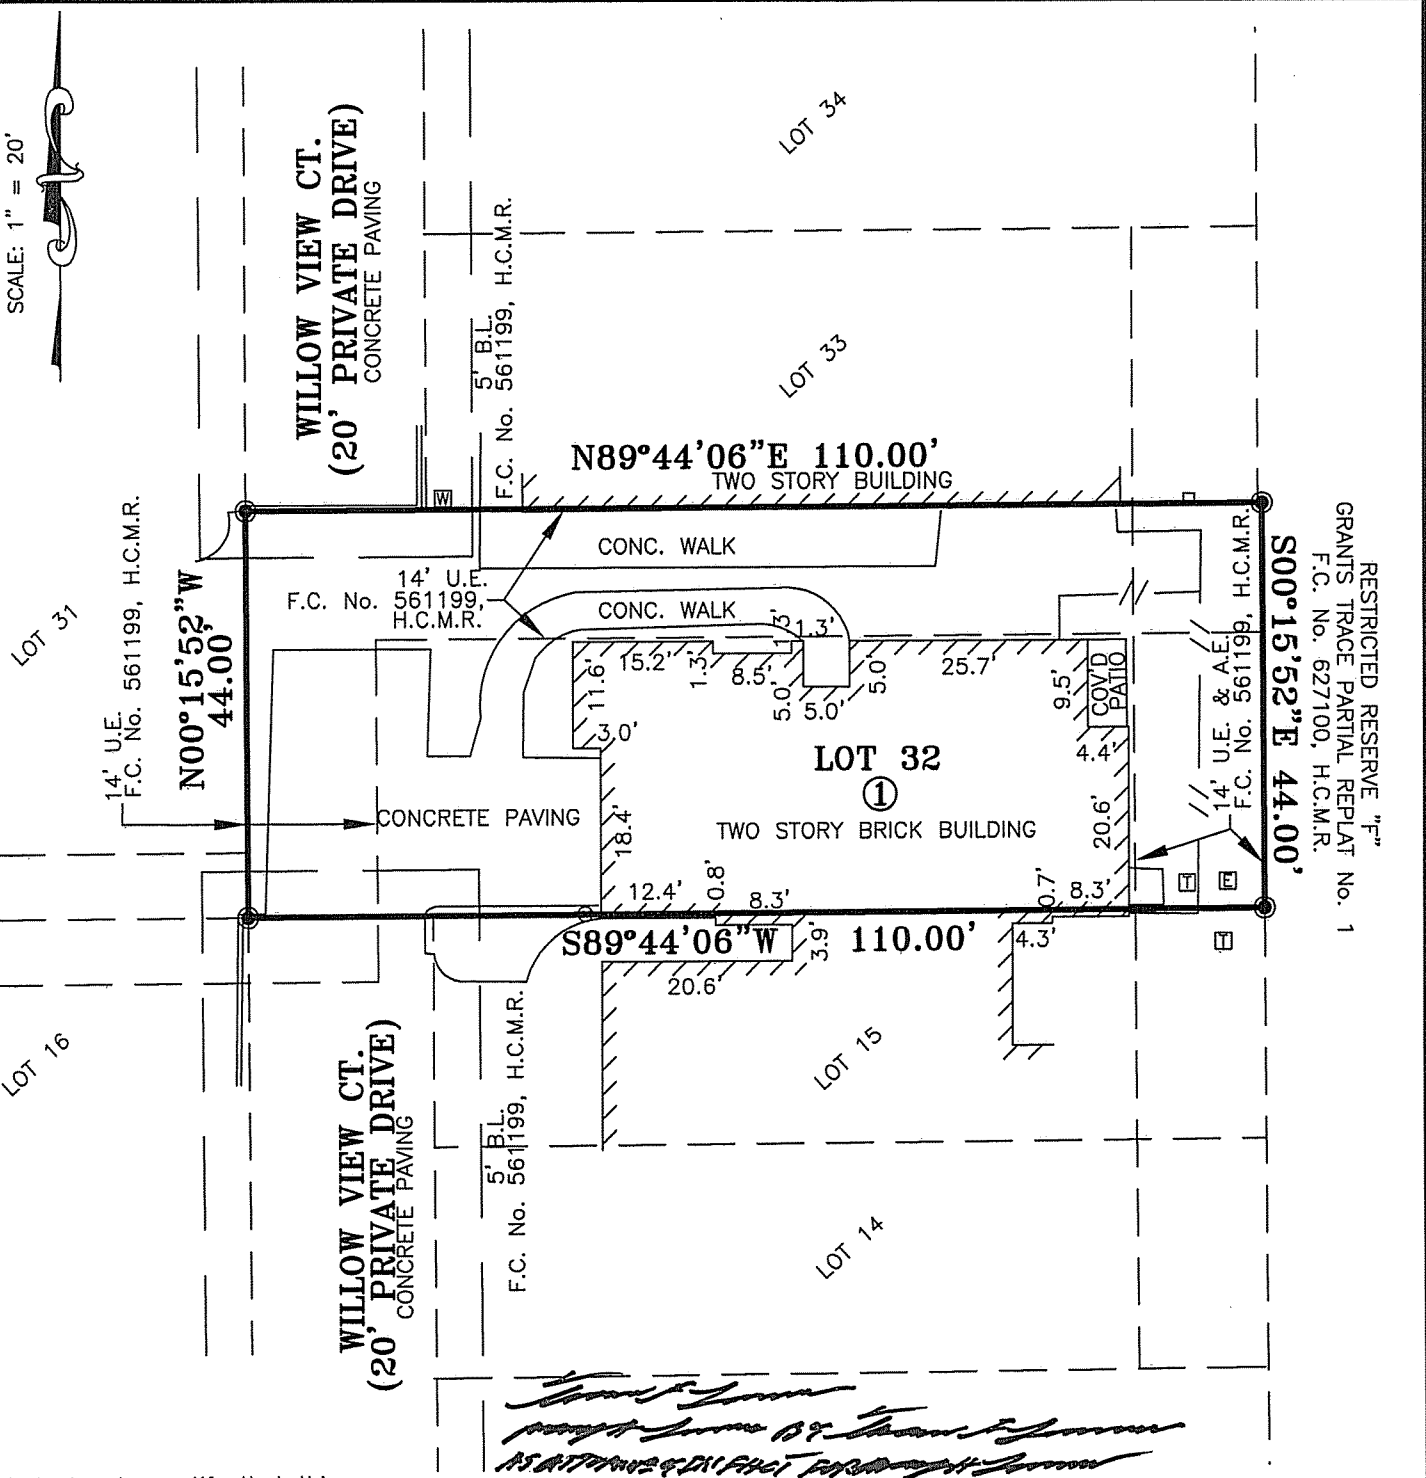 SCALE: 1" = 20'
WILLOW VIEW CT.
(20' PRIVATE DRIVE)
CONCRETE PAVING
5' B.L.
F.C. No. 561199, H.C.M.R.
LOT 34
LOT 33
N89°44'06"E 110.00'
TWO STORY BUILDING
W
CONC. WALK
14' U.E.
F.C. No. 561199,
H.C.M.R.
CONC. WALK
LOT 31
14' U.E.
F.C. No. 561199, H.C.M.R.
N00°15'52"W
44.00'
1.3'
1.3'
15.2'
1.3'
8.5'
5.0'
5.0'
5.0'
25.7'
11.6'
3.0'
9.5'
COV'D
PATIO
4.4'
LOT 32
1
TWO STORY BRICK BUILDING
CONCRETE PAVING
18.4'
20.6'
12.4'
0.8'
8.3'
0.7'
8.3'
14' U.E. & A.E.
F.C. No. 561199, H.C.M.R.
S00°15'52"E 44.00'
RESTRICTED RESERVE "F"
GRANTS TRACE PARTIAL REPLAT No. 1
F.C. No. 627100, H.C.M.R.
T
E
T
S89°44'06"W 110.00'
3.9'
4.3'
20.6'
LOT 16
LOT 15
LOT 14
WILLOW VIEW CT.
(20' PRIVATE DRIVE)
CONCRETE PAVING
5' B.L.
F.C. No. 561199, H.C.M.R.
BY
AS ATTORNEY IN FACT FOR